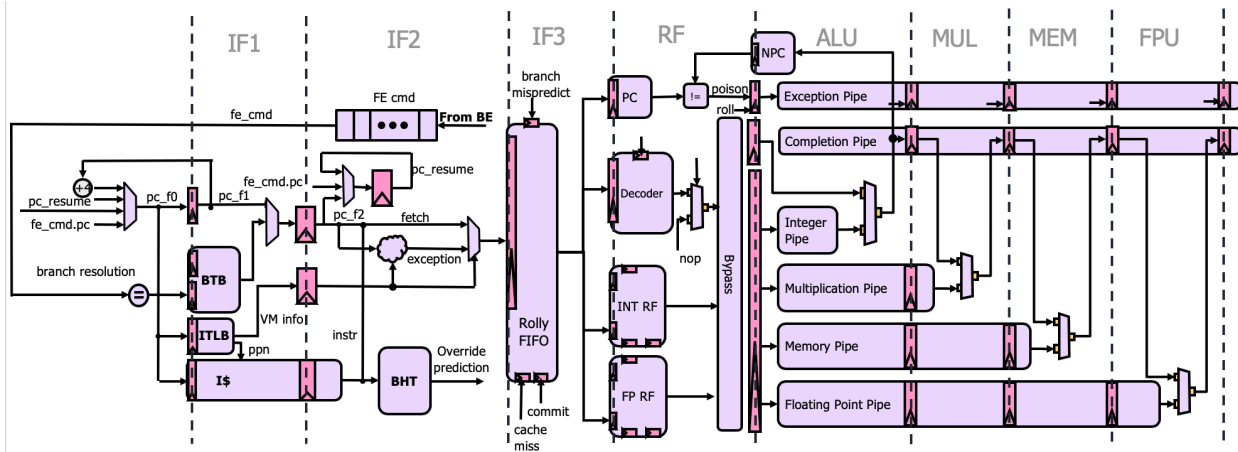 IF1
IF2
IF3
RF
ALU
MUL
MEM
FPU
NPC
branch
mispredict
FE cmd
fe_cmd
From BE
PC
!=
poison
roll
Exception Pipe
Completion Pipe
+4
pc_resume
fe_cmd.pc
pc_f0
pc_f1
fe_cmd.pc
pc_resume
pc_f2
fetch
exception
Decoder
nop
Bypass
Integer
Pipe
branch resolution
=
BTB
VM info
ITLB
ppn
instr
I$
BHT
Override
prediction
Rolly
FIFO
commit
cache
miss
INT RF
FP RF
Multiplication Pipe
Memory Pipe
Floating Point Pipe